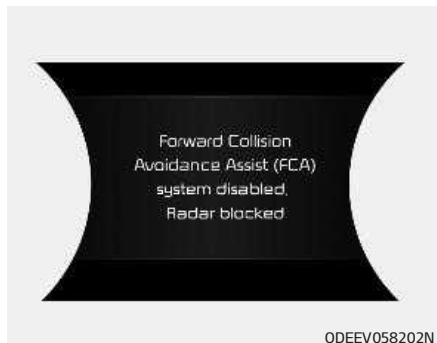 Forward Collision
Avoidance Assist (FCA)
system disabled.
Radar blocked
ODEEV058202N